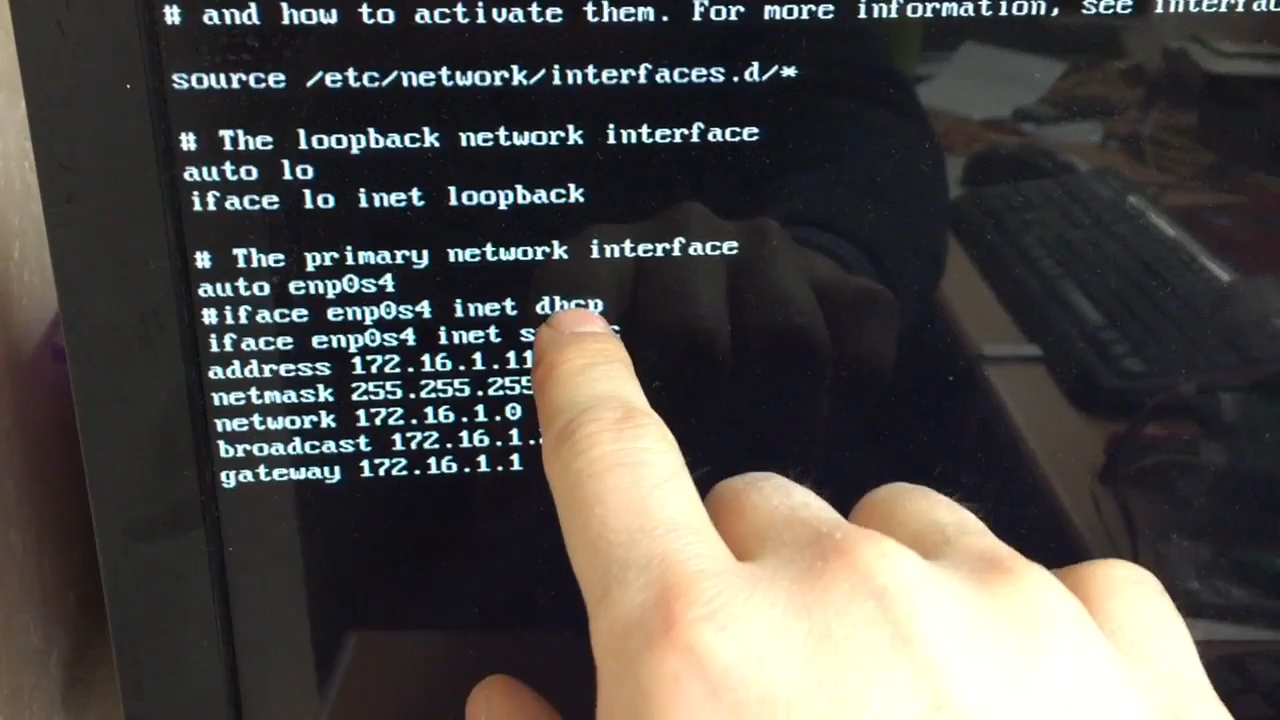 # and how to activate them. For more information, see
source /etc/network/interfaces.d/*
# The loopback network interface
auto lo
iface lo inet loopback
# The primary network interface
auto enp0s4
#iface enp0s4 inet dhcp
iface enp0s4 inet
address 172.16.1.11
netmask 255.255.255
network 172.16.1.0
broadcast 172.16.1.
gateway 172.16.1.1